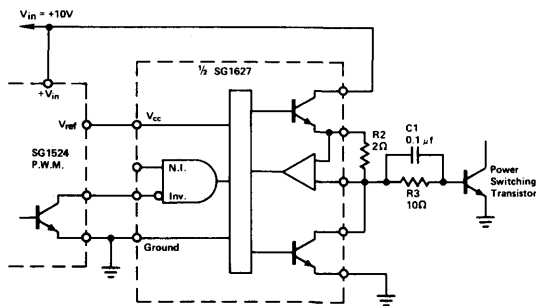 Vin = +10V
½ SG1627
+Vin
Vref
Vcc
SG1524
P.W.M.
N.I.
Inv.
Ground
R2
2Ω
C1
0.1 μf
R3
10Ω
Power
Switching
Transistor